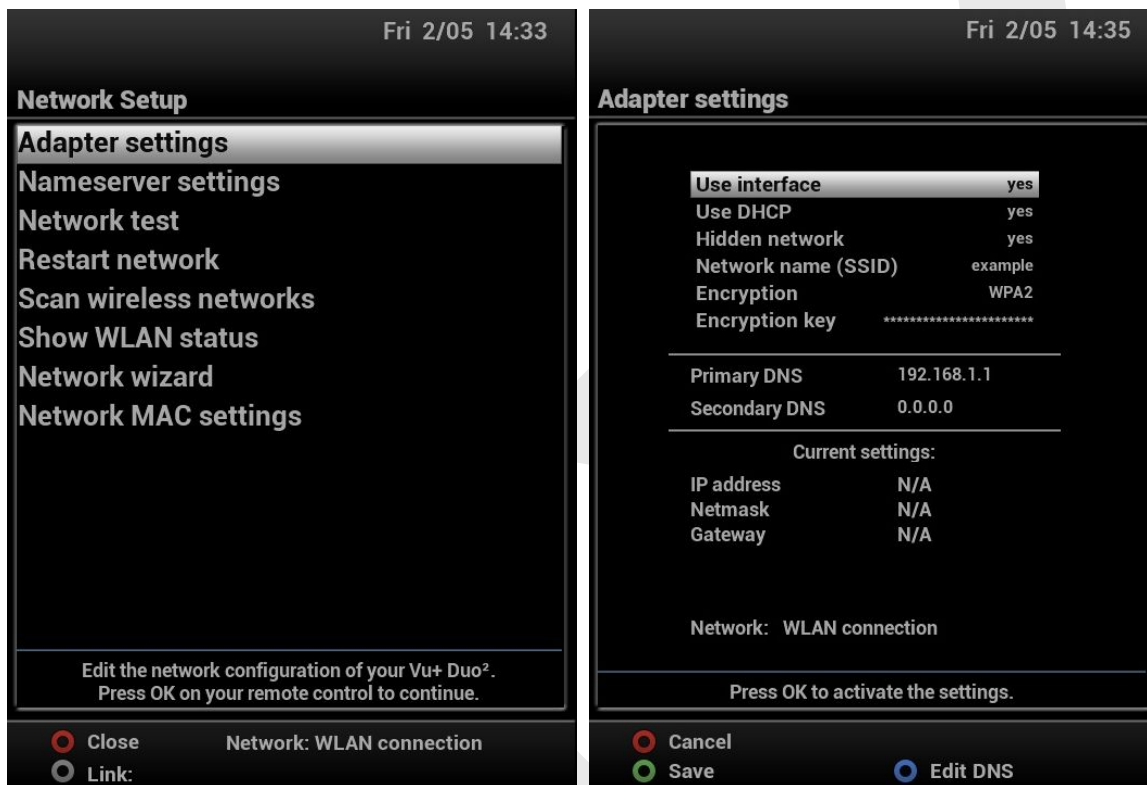 Fri 2/05 14:33
Network Setup
Adapter settings
Nameserver settings
Network test
Restart network
Scan wireless networks
Show WLAN status
Network wizard
Network MAC settings
Edit the network configuration of your Vu+ Duo².
Press OK on your remote control to continue.
Close Network: WLAN connection
Link:
Fri 2/05 14:35
Adapter settings
Use interface yes
Use DHCP yes
Hidden network yes
Network name (SSID) example
Encryption WPA2
Encryption key ***********************
Primary DNS 192.168.1.1
Secondary DNS 0.0.0.0
Current settings:
IP address N/A
Netmask N/A
Gateway N/A
Network: WLAN connection
Press OK to activate the settings.
Cancel
Save Edit DNS